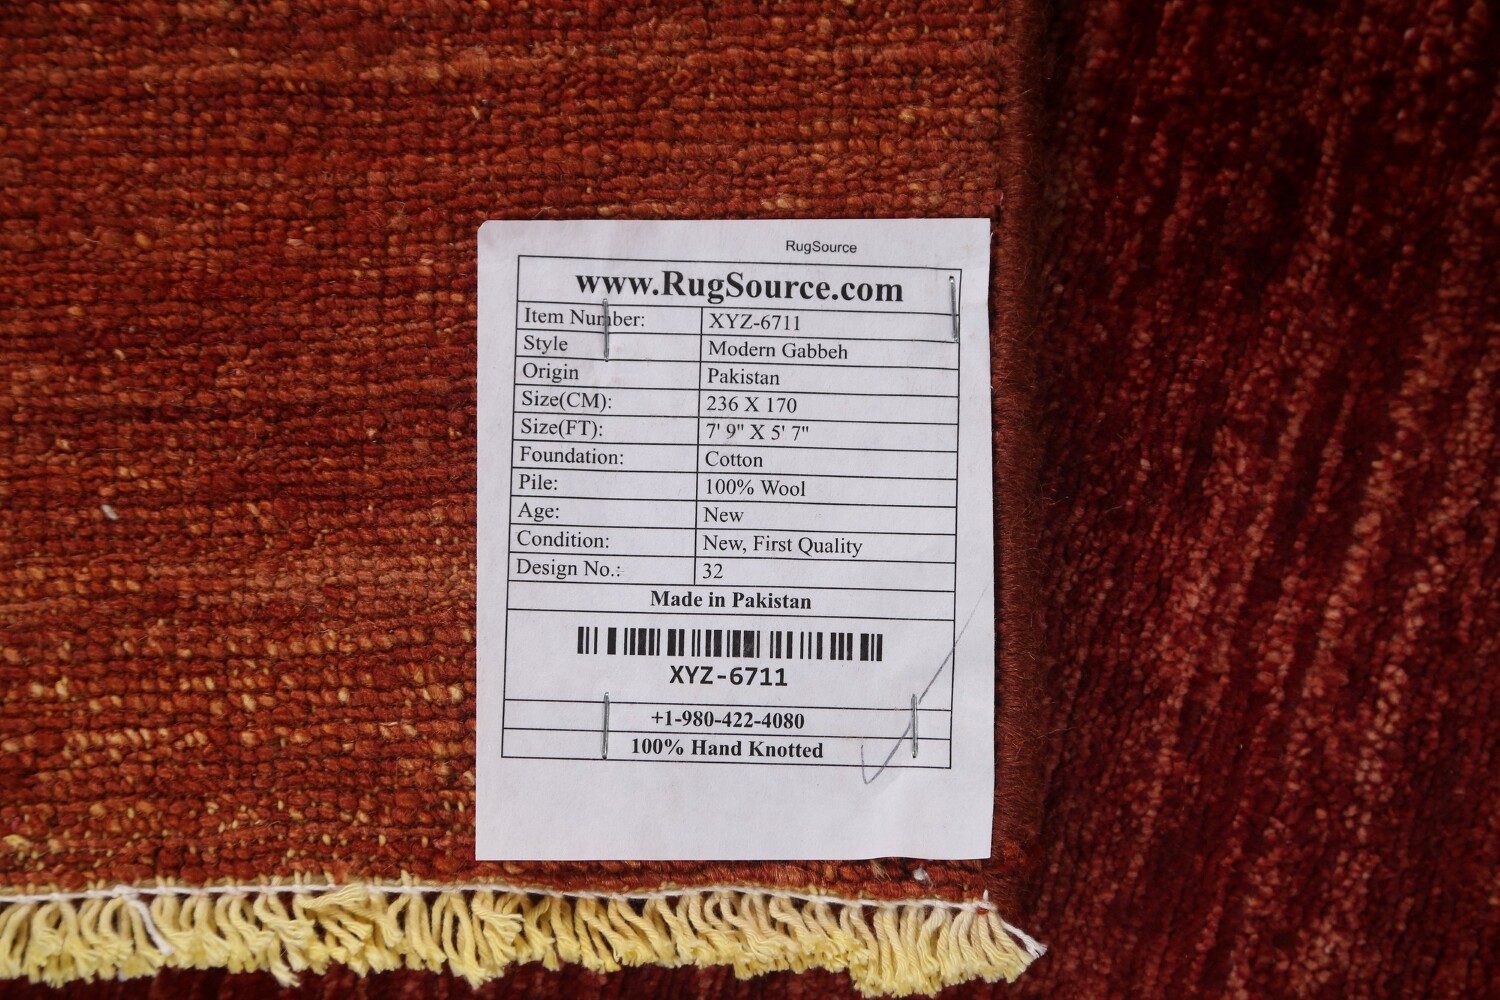 RugSource
www.RugSource.com
Item Number: XYZ-6711
Style Modern Gabbeh
Origin Pakistan
Size(CM): 236 X 170
Size(FT): 7' 9" X 5' 7"
Foundation: Cotton
Pile: 100% Wool
Age: New
Condition: New, First Quality
Design No.: 32
Made in Pakistan
XYZ-6711
+1-980-422-4080
100% Hand Knotted